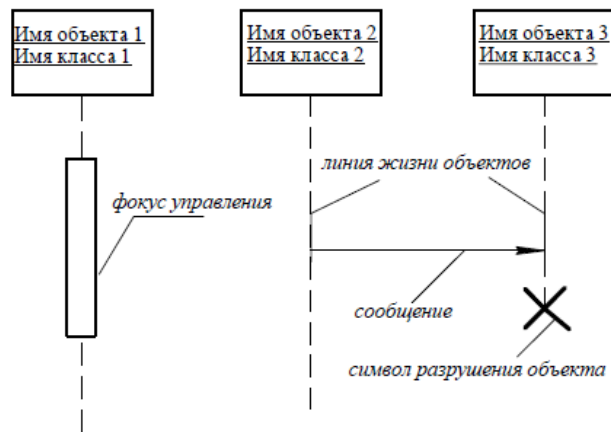 Имя объекта 1
Имя класса 1
Имя объекта 2
Имя класса 2
Имя объекта 3
Имя класса 3
линия жизни объектов
фокус управления
сообщение
символ разрушения объекта